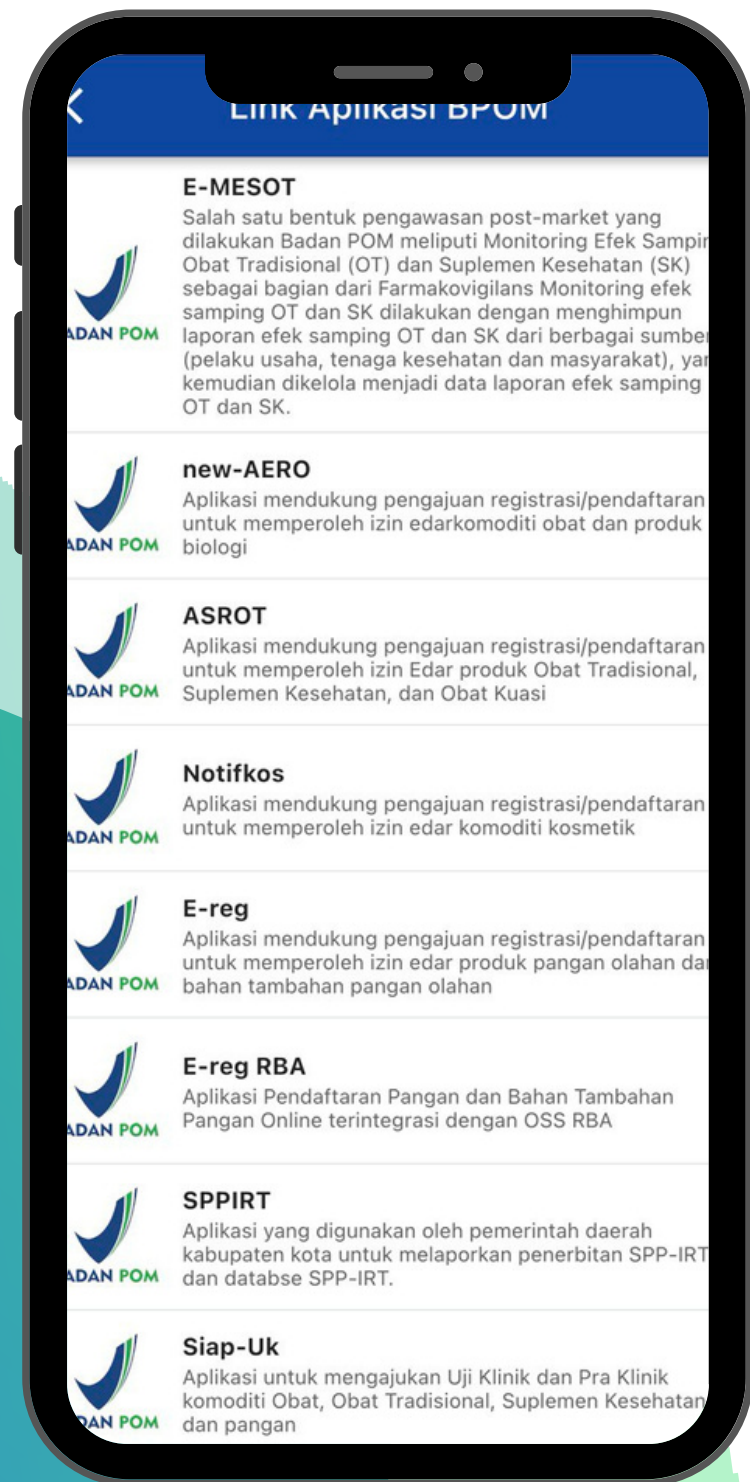 Link Aplikasi BPOM
E-MESOT
Salah satu bentuk pengawasan post-market yang
dilakukan Badan POM meliputi Monitoring Efek Sampin
Obat Tradisional (OT) dan Suplemen Kesehatan (SK)
sebagai bagian dari Farmakovigilans Monitoring efek
samping OT dan SK dilakukan dengan menghimpun
laporan efek samping OT dan SK dari berbagai sumber
(pelaku usaha, tenaga kesehatan dan masyarakat), yan
kemudian dikelola menjadi data laporan efek samping
OT dan SK.
ADAN POM
new-AERO
Aplikasi mendukung pengajuan registrasi/pendaftaran
untuk memperoleh izin edarkomoditi obat dan produk
biologi
ADAN POM
ASROT
Aplikasi mendukung pengajuan registrasi/pendaftaran
untuk memperoleh izin Edar produk Obat Tradisional,
Suplemen Kesehatan, dan Obat Kuasi
ADAN POM
Notifkos
Aplikasi mendukung pengajuan registrasi/pendaftaran
untuk memperoleh izin edar komoditi kosmetik
ADAN POM
E-reg
Aplikasi mendukung pengajuan registrasi/pendaftaran
untuk memperoleh izin edar produk pangan olahan dan
bahan tambahan pangan olahan
ADAN POM
E-reg RBA
Aplikasi Pendaftaran Pangan dan Bahan Tambahan
Pangan Online terintegrasi dengan OSS RBA
ADAN POM
SPPIRT
Aplikasi yang digunakan oleh pemerintah daerah
kabupaten kota untuk melaporkan penerbitan SPP-IRT
dan databse SPP-IRT.
ADAN POM
Siap-Uk
Aplikasi untuk mengajukan Uji Klinik dan Pra Klinik
komoditi Obat, Obat Tradisional, Suplemen Kesehatan
dan pangan
DAN POM